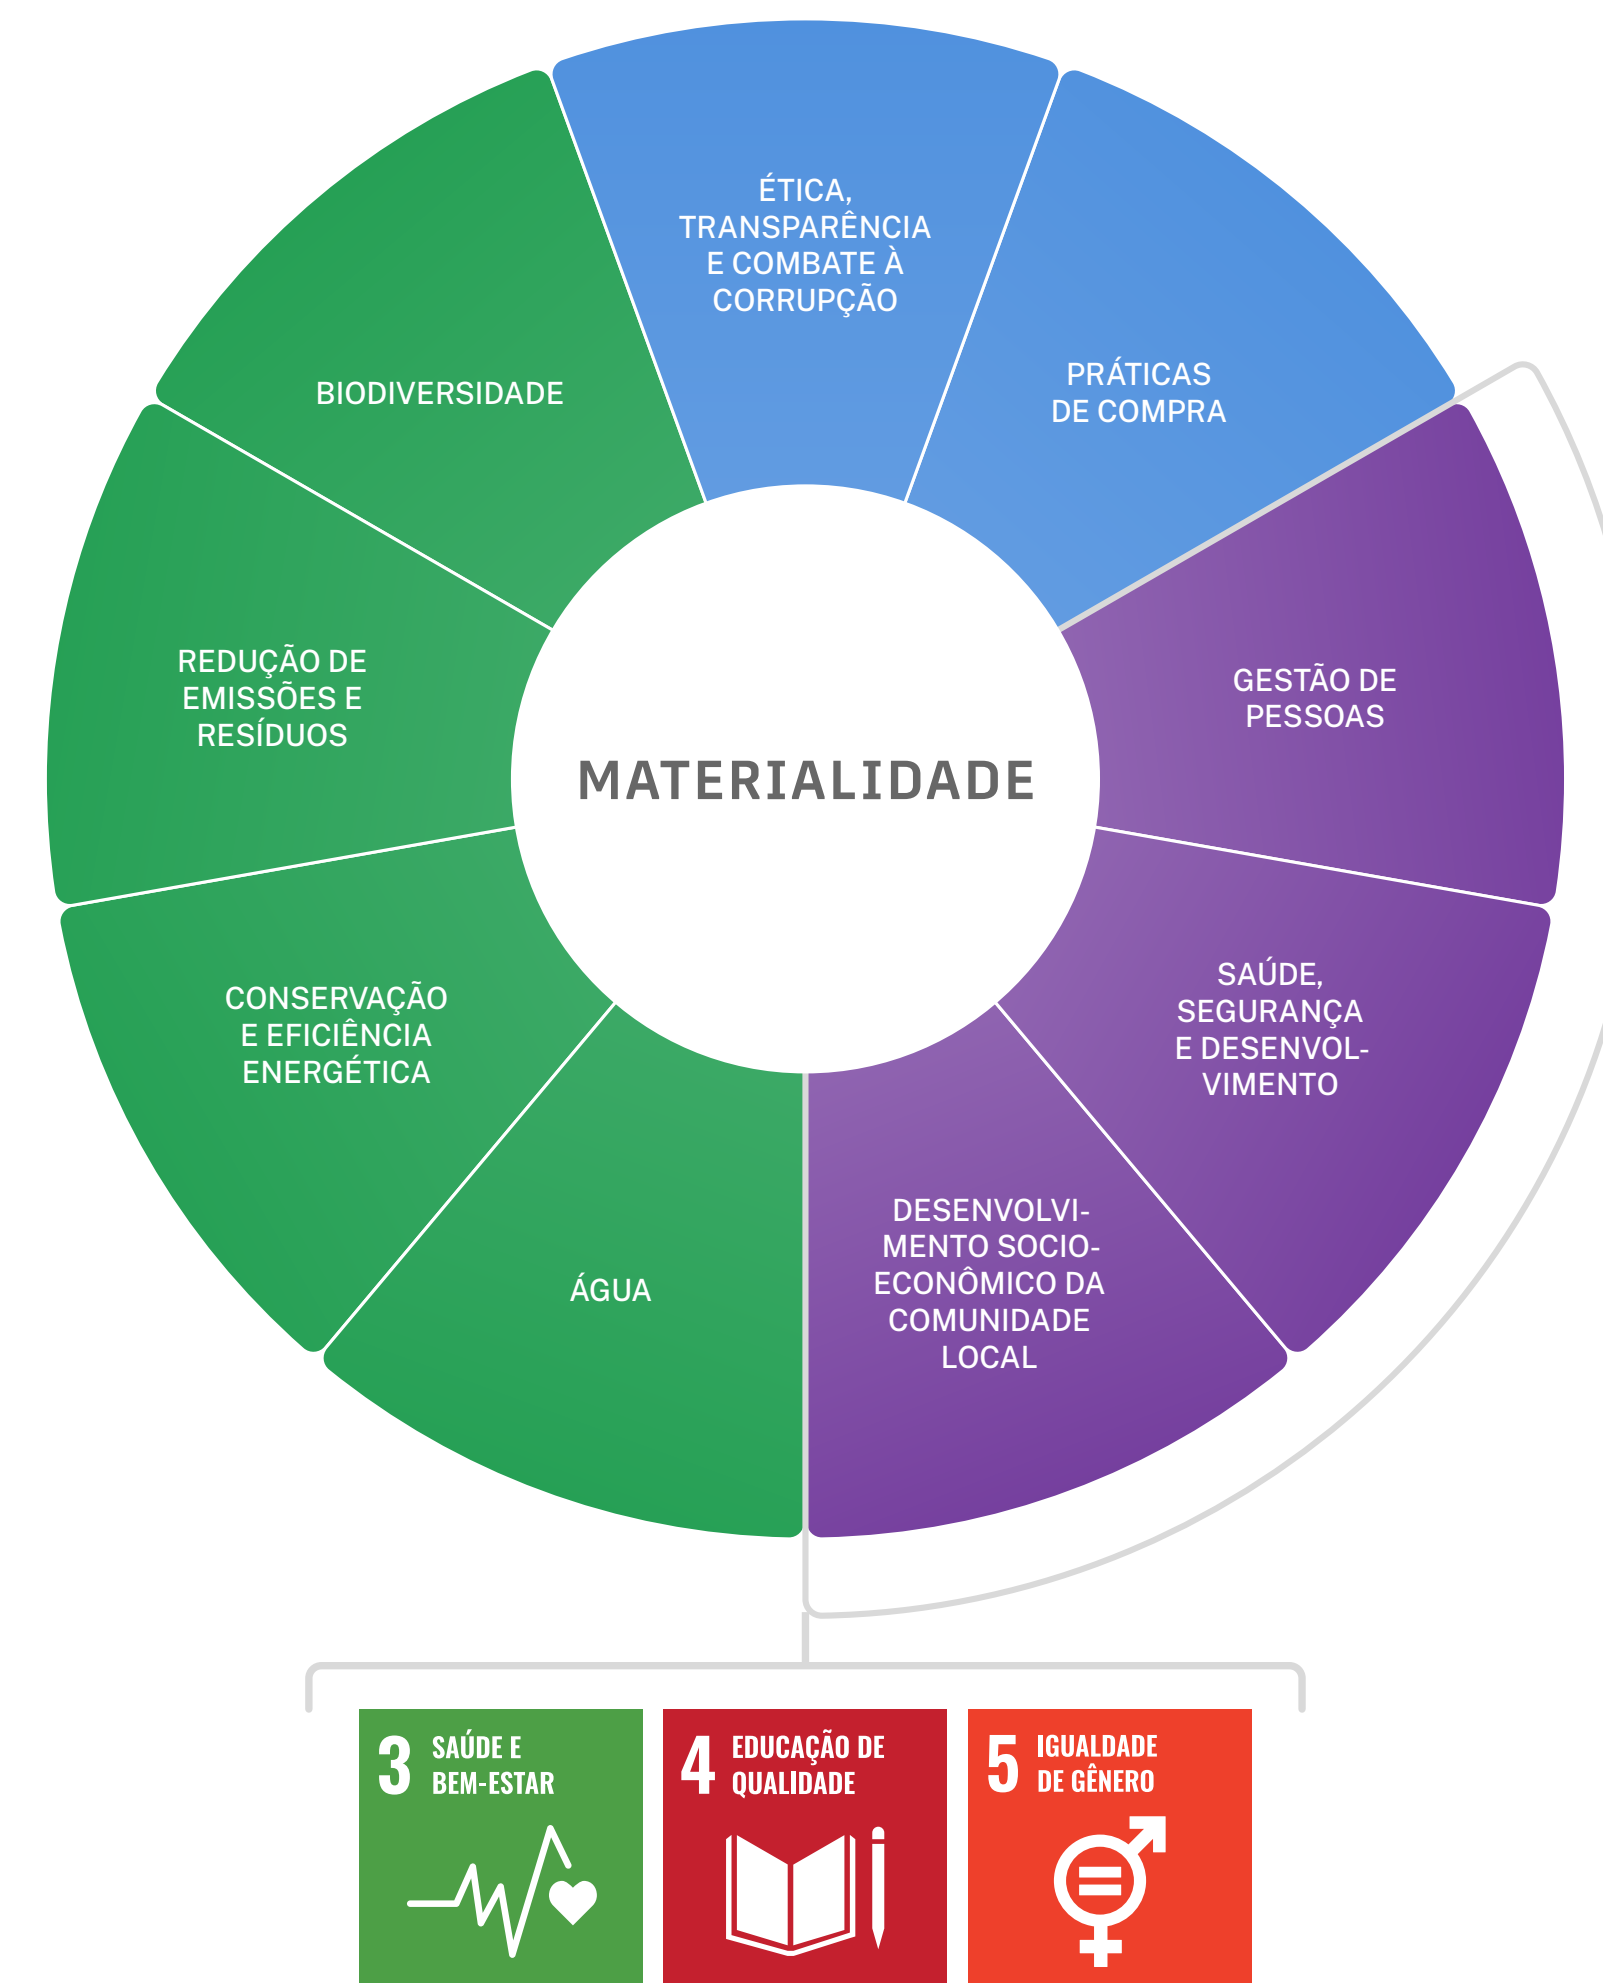 ÉTICA,
TRANSPARÊNCIA
E COMBATE À
CORRUPÇÃO
PRÁTICAS
DE COMPRA
BIODIVERSIDADE
REDUÇÃO DE
EMISSÕES E
RESÍDUOS
GESTÃO DE
PESSOAS
MATERIALIDADE
CONSERVAÇÃO
E EFICIÊNCIA
ENERGÉTICA
SAÚDE,
SEGURANÇA
E DESENVOL-
VIMENTO
ÁGUA
DESENVOLVI-
MENTO SOCIO-
ECONÔMICO DA
COMUNIDADE
LOCAL
3 SAÚDE E
BEM-ESTAR
4 EDUCAÇÃO DE
QUALIDADE
5 IGUALDADE
DE GÊNERO